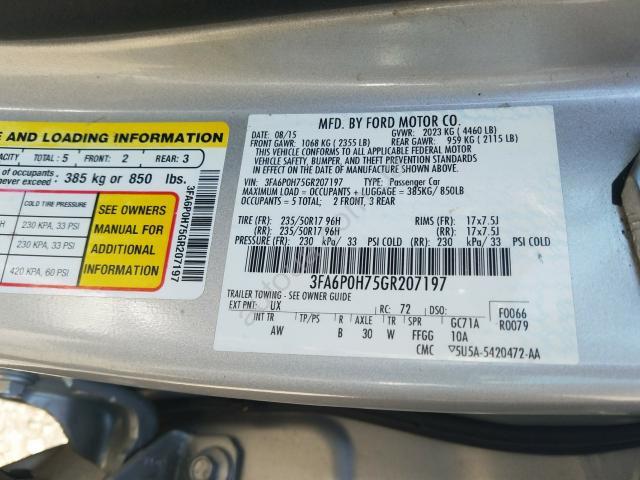 E AND LOADING INFORMATION
PACITY TOTAL: 5 FRONT: 2 REAR: 3
of occupants
never exceed: 385 kg or 850 lbs.
COLD TIRE PRESSURE
230 KPA, 33 PSI
230 KPA, 33 PSI
420 KPA, 60 PSI
SEE OWNERS
MANUAL FOR
ADDITIONAL
INFORMATION
3FA6P0H75GR207197
MFD. BY FORD MOTOR CO.
DATE: 08/15 GVWR: 2023 KG ( 4460 LB)
FRONT GAWR: 1068 KG ( 2355 LB) REAR GAWR: 959 KG ( 2115 LB)
THIS VEHICLE CONFORMS TO ALL APPLICABLE FEDERAL MOTOR
VEHICLE SAFETY, BUMPER, AND THEFT PREVENTION STANDARDS
IN EFFECT ON THE DATE OF MANUFACTURE SHOWN ABOVE.
VIN: 3FA6P0H75GR207197 TYPE: Passenger Car
MAXIMUM LOAD = OCCUPANTS + LUGGAGE = 385KG/ 850LB
OCCUPANTS = 5 TOTAL: 2 FRONT, 3 REAR
TIRE (FR): 235/50R17 96H RIMS (FR): 17x7.5J
TIRE (RR): 235/50R17 96H RIMS (RR): 17x7.5J
PRESSURE (FR): 230 kPa/ 33 PSI COLD (RR): 230 kPa/ 33 PSI COLD
3FA6P0H75GR207197
TRAILER TOWING - SEE OWNER GUIDE
EXT PNT: UX RC: 72 DSO: F0066
R0079
INT TR TP/PS R AXLE TR SPR GC71A
AW B 30 W FFGG 10A
CMC ▽5U5A-5420472-AA